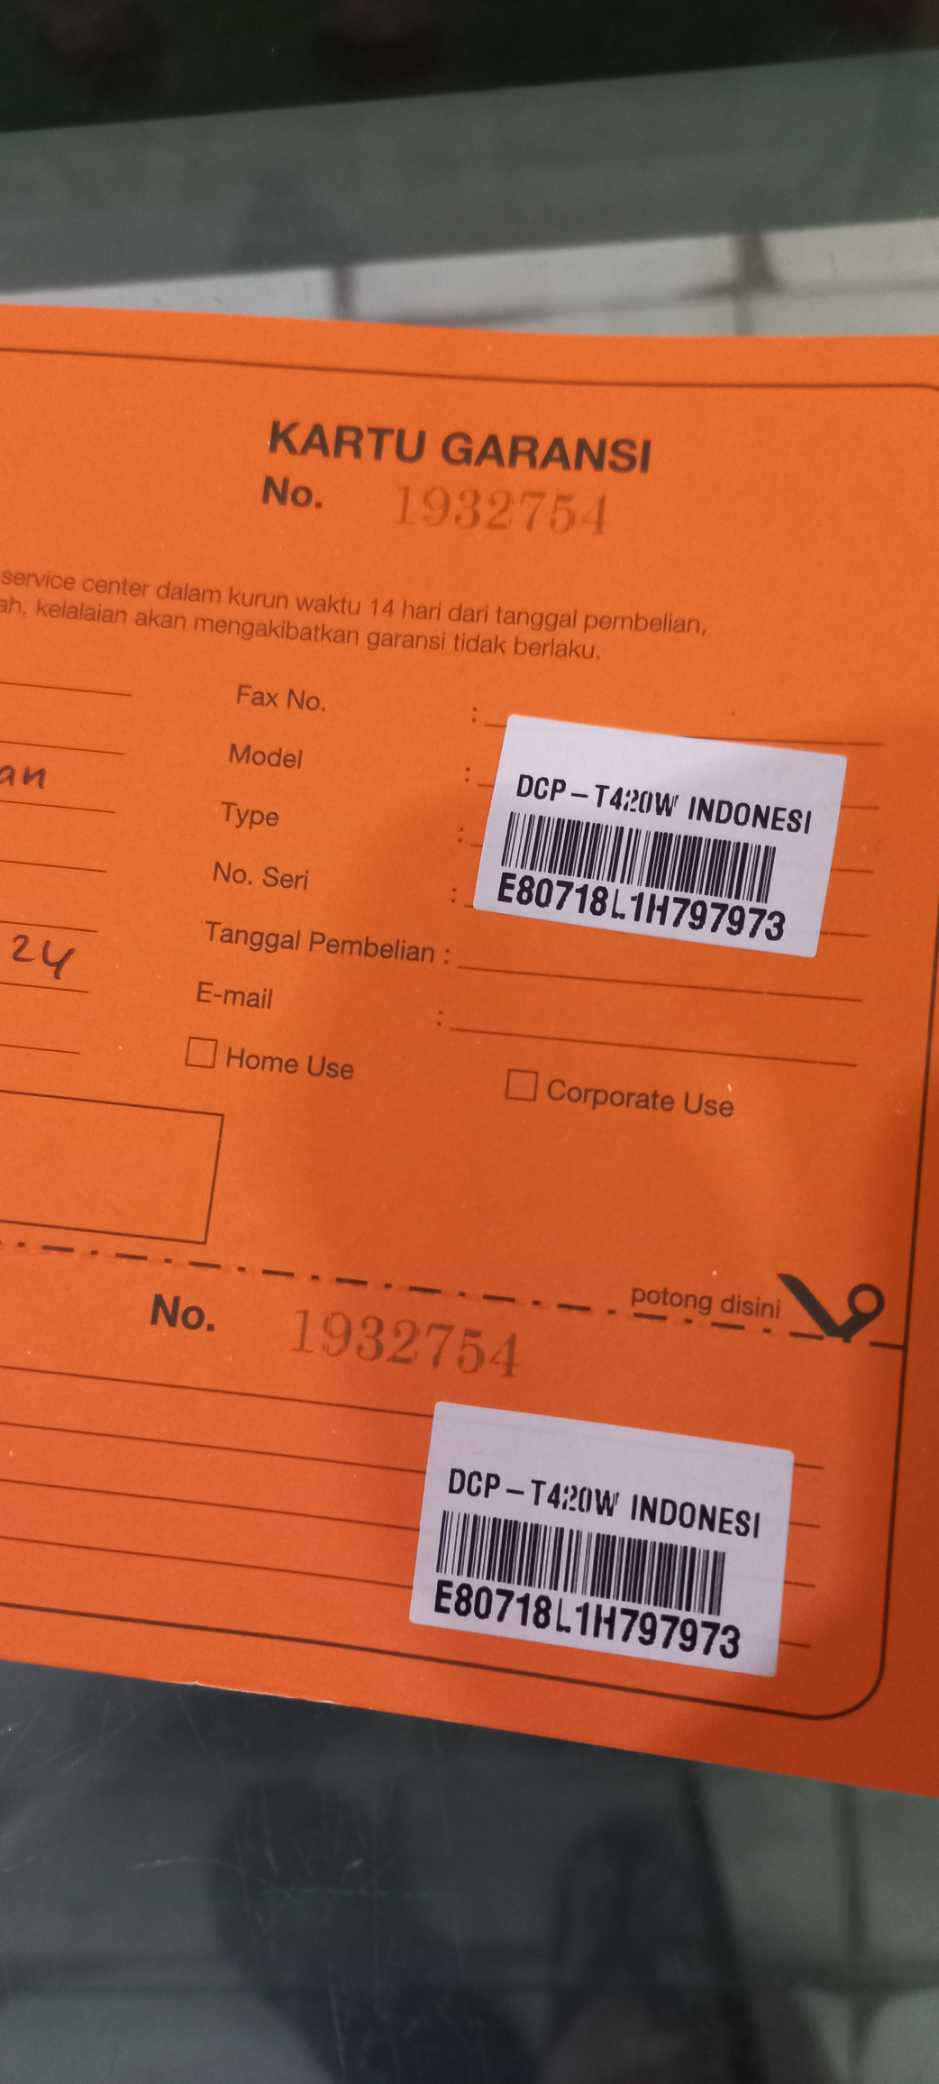 KARTU GARANSI
No. 1932754
service center dalam kurun waktu 14 hari dari tanggal pembelian,
ah, kelalaian akan mengakibatkan garansi tidak berlaku.
Fax No. :
Model :
an
Type :
No. Seri :
DCP-T420W INDONESI
E80718L1H797973
Tanggal Pembelian :
24
E-mail :
Home Use
Corporate Use
potong disini
No. 1932754
DCP-T420W INDONESI
E80718L1H797973